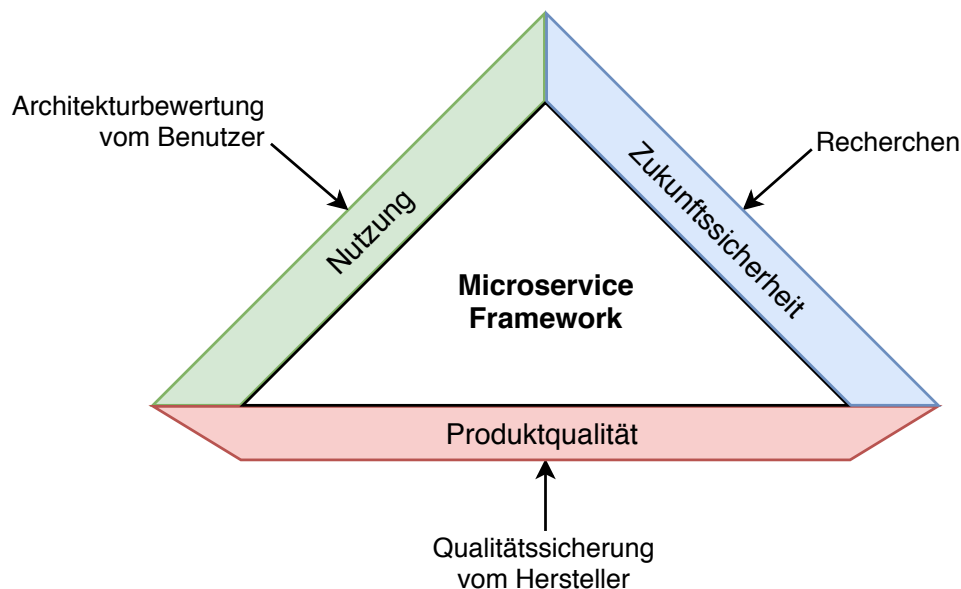 Architekturbewertung
vom Benutzer
Recherchen
Nutzung
Zukunftssicherheit
Microservice
Framework
Produktqualität
Qualitätssicherung
vom Hersteller